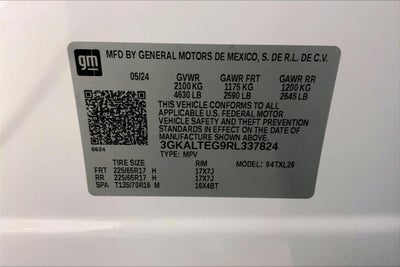 gm
MFD BY GENERAL MOTORS DE MEXICO, S. DE R.L. DE C.V.
05/24 GVWR GAWR FRT GAWR RR
2100 KG 1175 KG 1200 KG
4630 LB 2590 LB 2645 LB
THIS VEHICLE CONFORMS TO ALL
APPLICABLE U.S. FEDERAL MOTOR
VEHICLE SAFETY AND THEFT
PREVENTION STANDARDS IN EFFECT ON
THE DATE OF MANUFACTURE SHOWN ABOVE.
3GKALTEG9RL337824
8624 TYPE: MPV
TIRE SIZE RIM MODEL: 94TXL26
FRT 225/65R17 H 17X7J
RR 225/65R17 H 17X7J
SPA T135/70R16 M 16X4BT